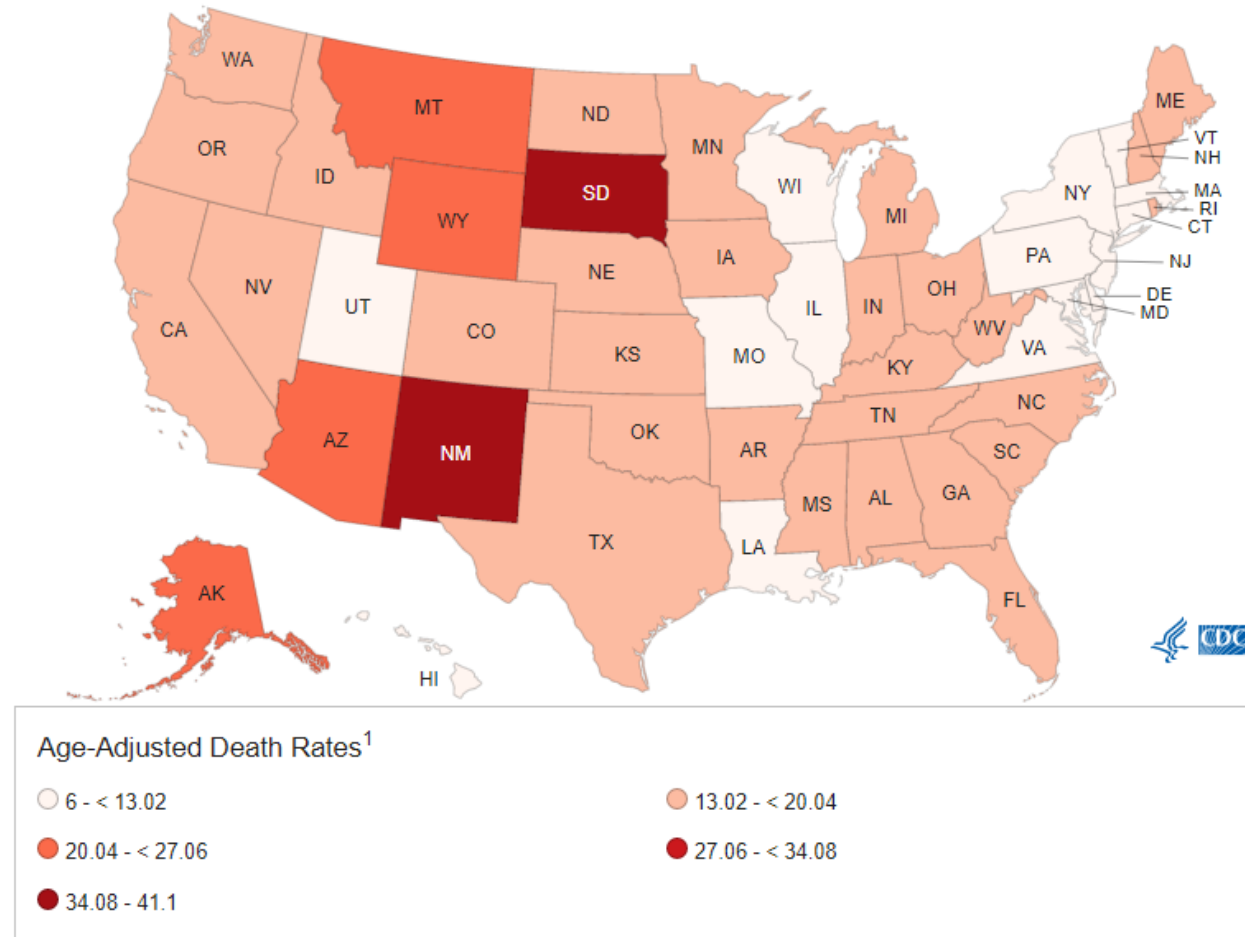 WA
MT
ND
MN
ME
VT
NH
OR
ID
SD
WI
NY
MA
RI
CT
WY
MI
IA
PA
NJ
NE
NV
UT
OH
DE
MD
IL
IN
CA
CO
WV
VA
KS
MO
KY
NC
TN
AZ
NM
OK
AR
SC
MS
AL
GA
TX
LA
AK
FL
CDC
HI
Age-Adjusted Death Rates1
6 - < 13.02
13.02 - < 20.04
20.04 - < 27.06
27.06 - < 34.08
34.08 - 41.1